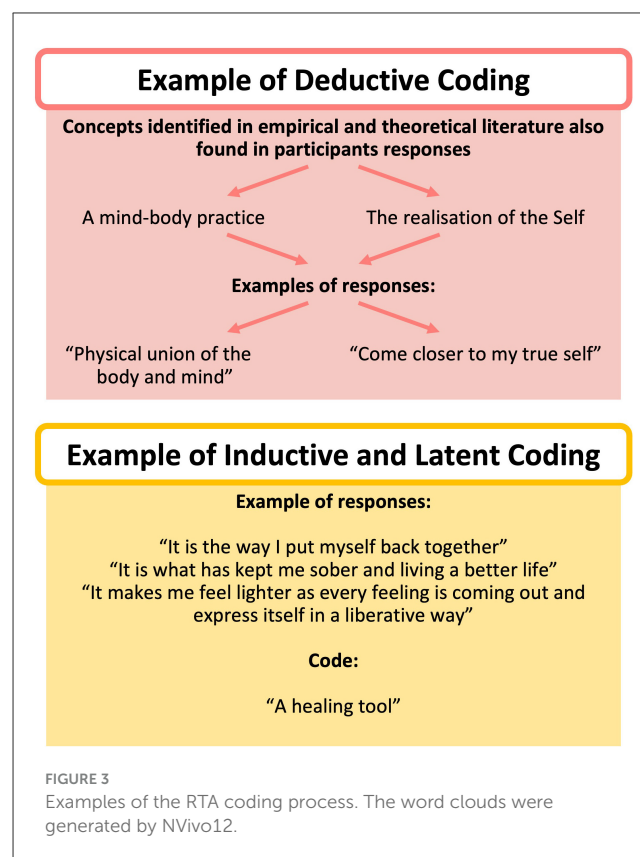 Example of Deductive Coding
Concepts identified in empirical and theoretical literature also
found in participants responses
A mind-body practice
The realisation of the Self
Examples of responses:
“Physical union of the
body and mind”
“Come closer to my true self”
Example of Inductive and Latent Coding
Example of responses:
“It is the way I put myself back together”
“It is what has kept me sober and living a better life”
“It makes me feel lighter as every feeling is coming out and
express itself in a liberative way”
Code:
“A healing tool”
FIGURE 3
Examples of the RTA coding process. The word clouds were
generated by NVivo12.